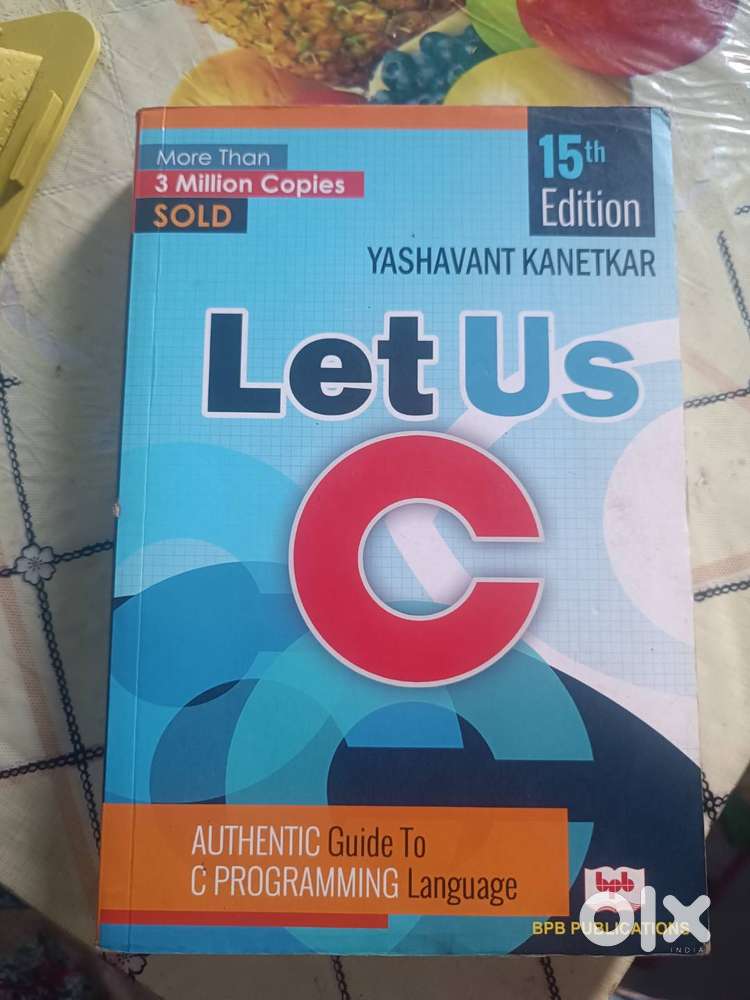 More Than
3 Million Copies
SOLD
15th
Edition
YASHAVANT KANETKAR
Let Us
C
AUTHENTIC Guide To
C PROGRAMMING Language
bpb
BPB PUBLICATIONS
olx
INDIA